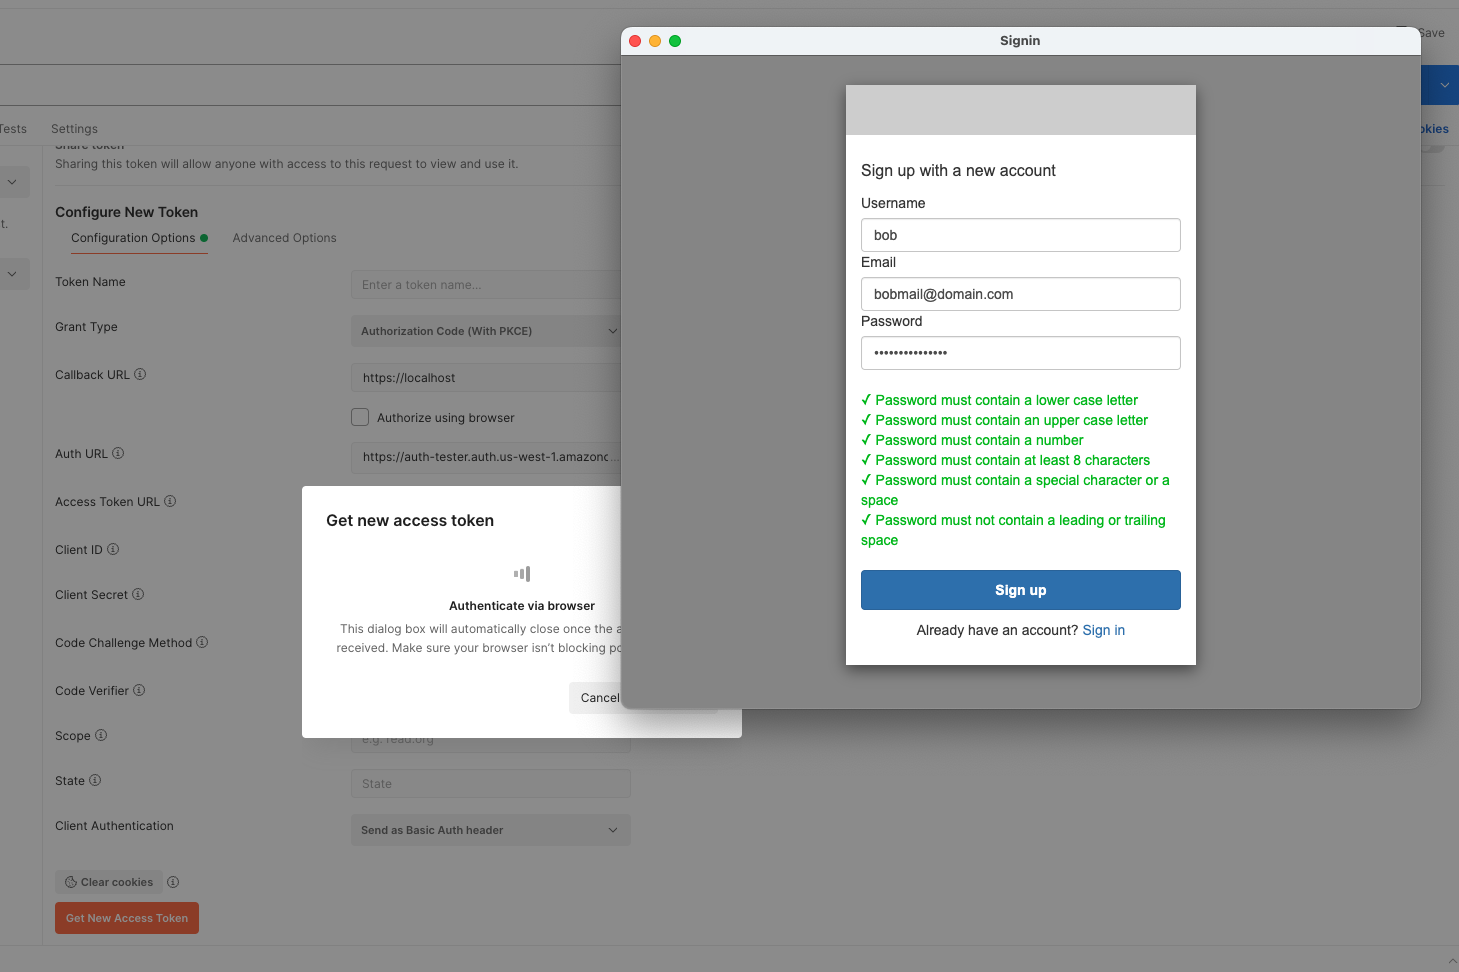 Signin
Save
Tests
Settings
Cookies
Share token
Sharing this token will allow anyone with access to this request to view and use it.
t.
Configure New Token
Configuration Options
Advanced Options
Token Name
Enter a token name...
Grant Type
Authorization Code (With PKCE)
Callback URL
https://localhost
Authorize using browser
Auth URL
https://auth-tester.auth.us-west-1.amazonc...
Access Token URL
Client ID
Client Secret
Code Challenge Method
Code Verifier
Scope
e.g. read:org
State
State
Client Authentication
Send as Basic Auth header
Clear cookies
Get New Access Token
Get new access token
Authenticate via browser
This dialog box will automatically close once the a
received. Make sure your browser isn't blocking po
Cancel
Sign up with a new account
Username
bob
Email
bobmail@domain.com
Password
•••••••••••••••
✓ Password must contain a lower case letter
✓ Password must contain an upper case letter
✓ Password must contain a number
✓ Password must contain at least 8 characters
✓ Password must contain a special character or a
space
✓ Password must not contain a leading or trailing
space
Sign up
Already have an account? Sign in